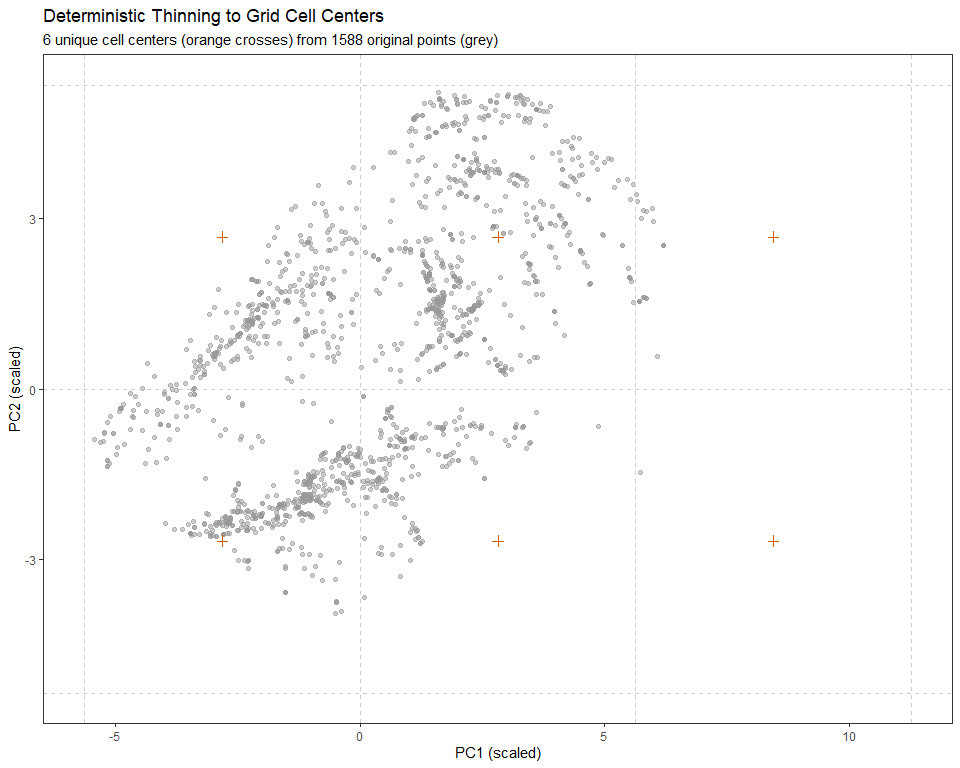 Deterministic Thinning to Grid Cell Centers
6 unique cell centers (orange crosses) from 1588 original points (grey)
PC2 (scaled)
3
0
-3
-5
0
5
10
PC1 (scaled)